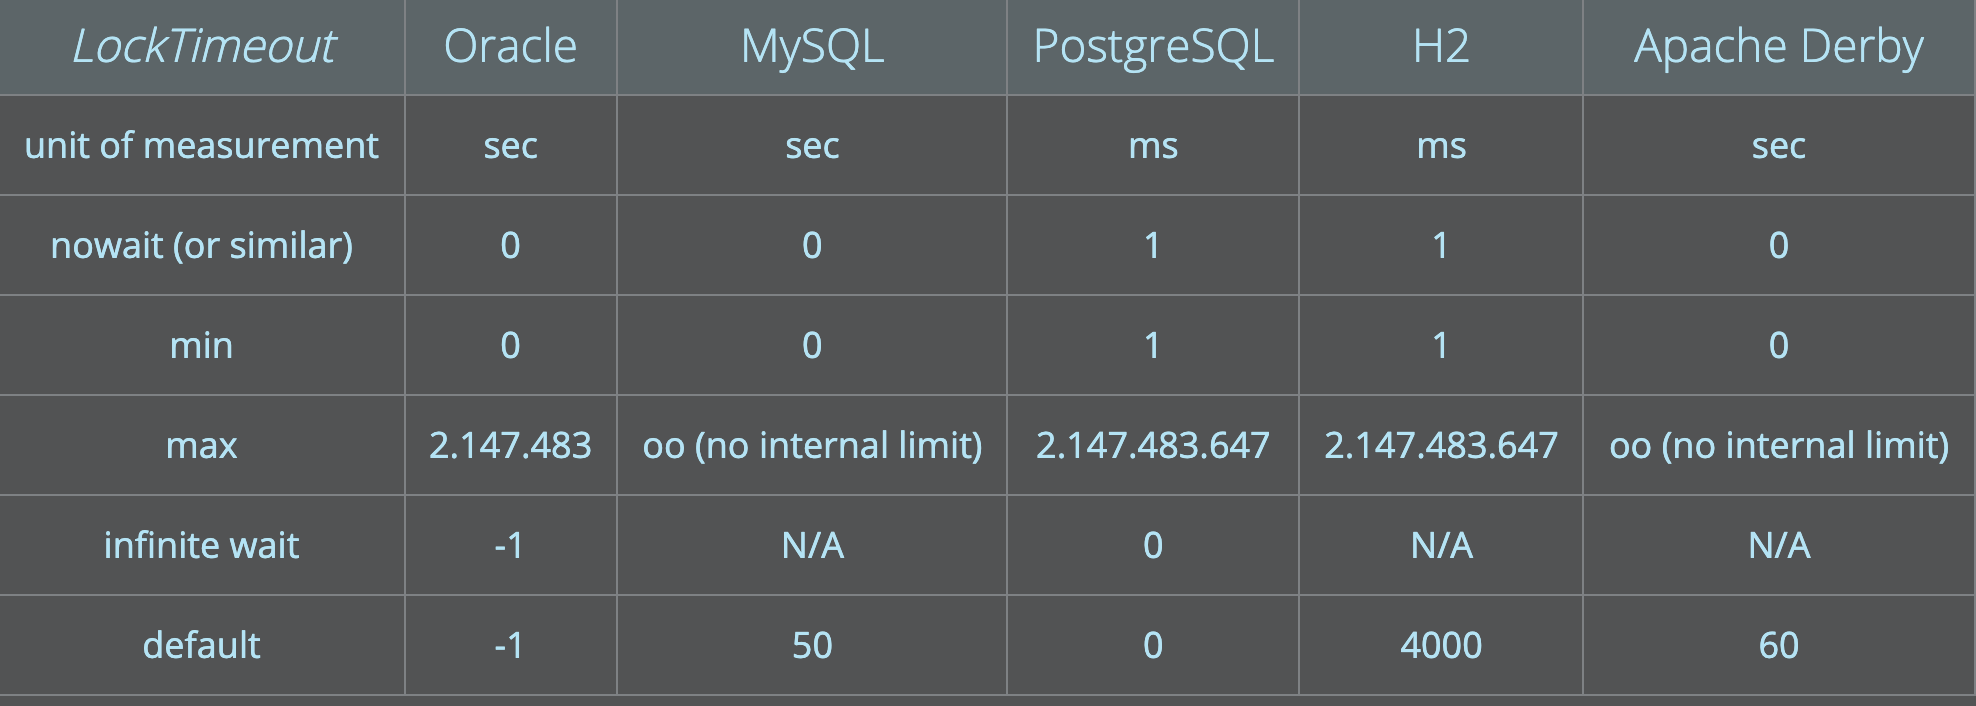 LockTimeout Oracle MySQL PostgreSQL H2 Apache Derby
unit of measurement sec sec ms ms sec
nowait (or similar) 0 0 1 1 0
min 0 0 1 1 0
max 2.147.483 oo (no internal limit) 2.147.483.647 2.147.483.647 oo (no internal limit)
infinite wait -1 N/A 0 N/A N/A
default -1 50 0 4000 60